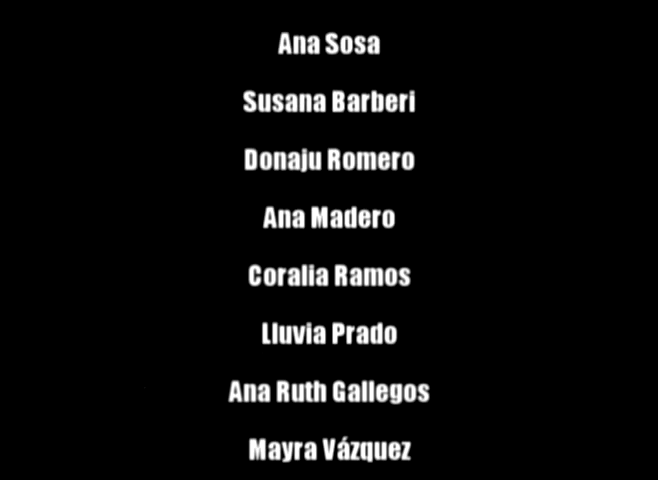 Ana Sosa
Susana Barberi
Donaju Romero
Ana Madero
Coralia Ramos
Lluvia Prado
Ana Ruth Gallegos
Mayra Vázquez